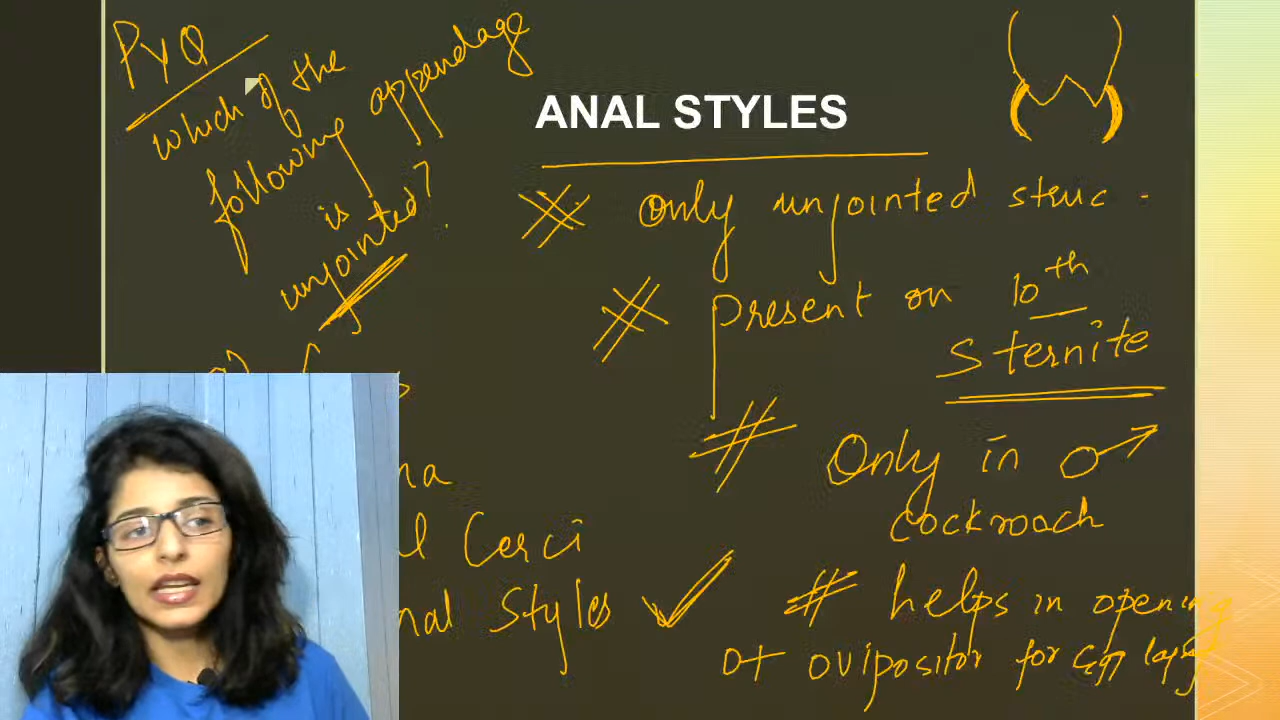 PYQ
which of the
following appendage
is
unjointed?
ANAL STYLES
Only unjointed struc -
Present on 10th
Sternite
Only in ♂
cockroach
helps in opening
of ovipositor for egg laying
Cerci
nal Styles ✓